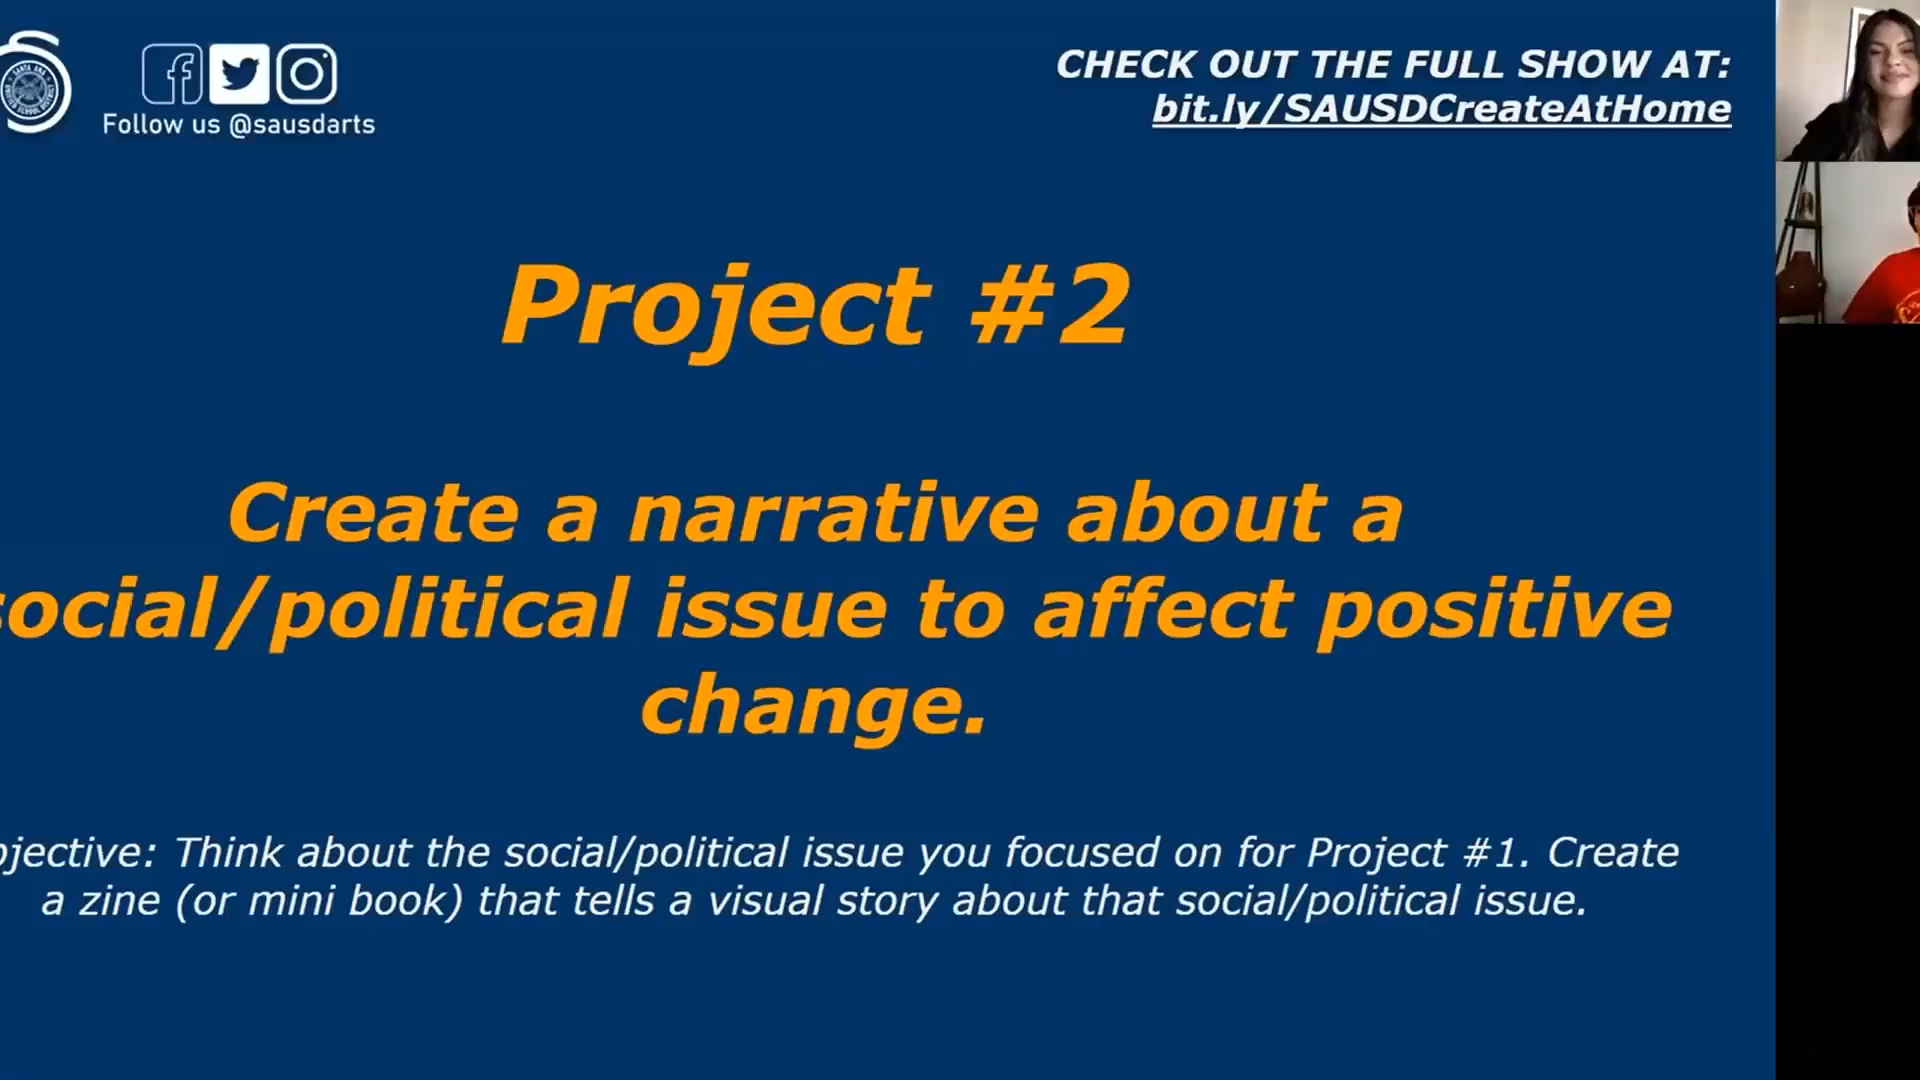 Follow us @sausdarts
CHECK OUT THE FULL SHOW AT:
bit.ly/SAUSDCreateAtHome
Project #2
Create a narrative about a
social/political issue to affect positive
change.
bjective: Think about the social/political issue you focused on for Project #1. Create
a zine (or mini book) that tells a visual story about that social/political issue.